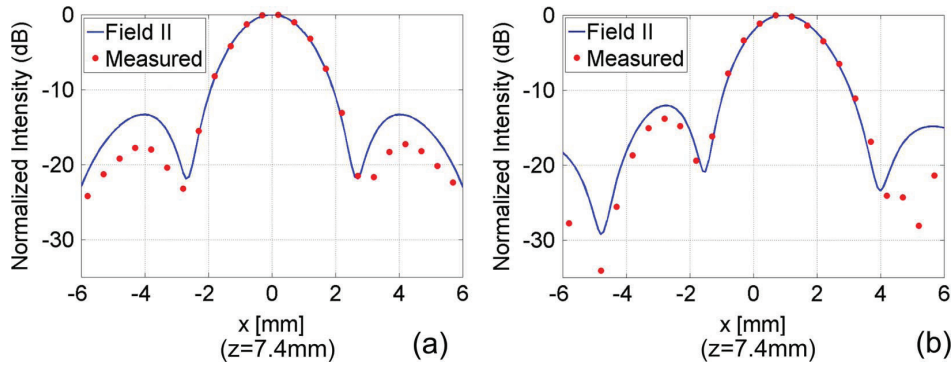 Normalized Intensity (dB)
0
-10
-20
-30
Field II
Measured
-6
-4
-2
0
2
4
6
x [mm]
(z=7.4mm)
(a)
Normalized Intensity (dB)
0
-10
-20
-30
Field II
Measured
-6
-4
-2
0
2
4
6
x [mm]
(z=7.4mm)
(b)